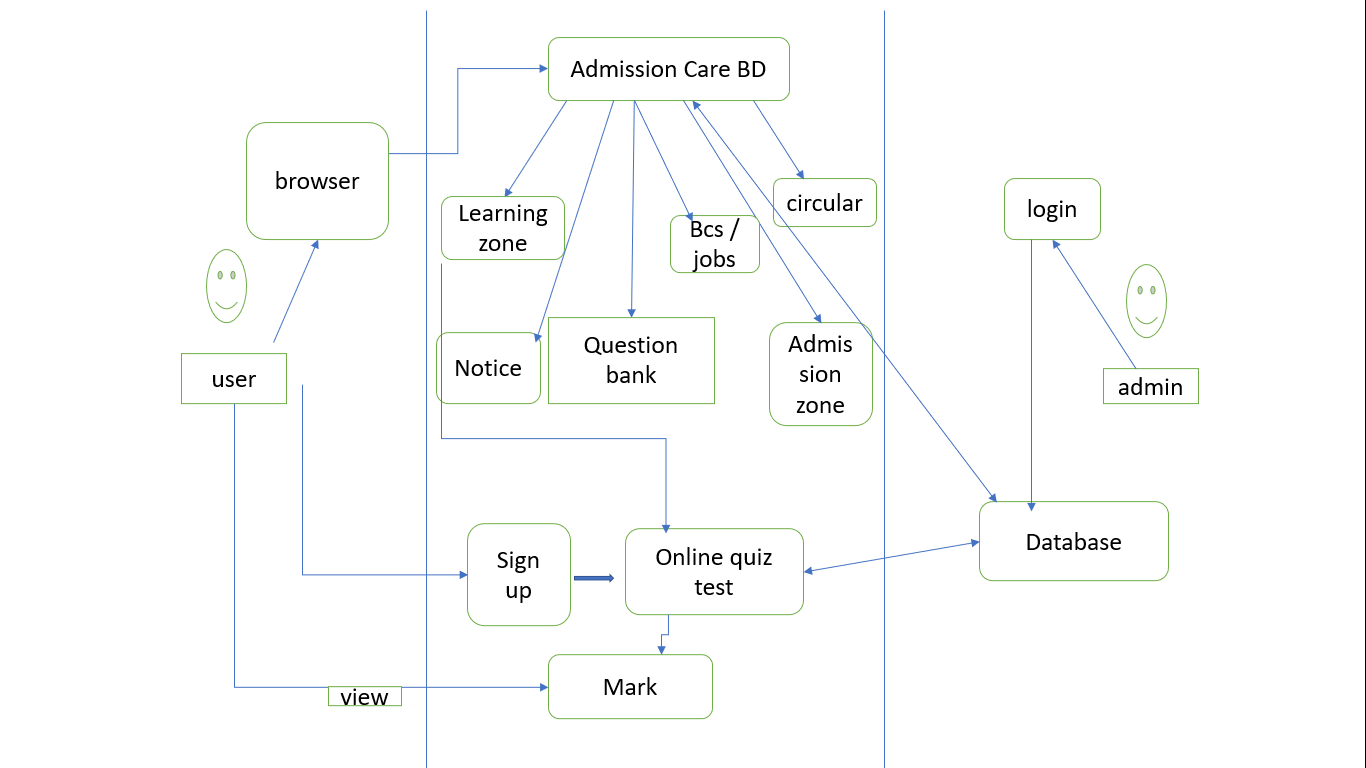 Admission Care BD
browser
Learning
zone
Bcs /
jobs
circular
login
Notice
Question
bank
Admis
sion
zone
user
admin
Sign
up
Online quiz
test
Database
Mark
view